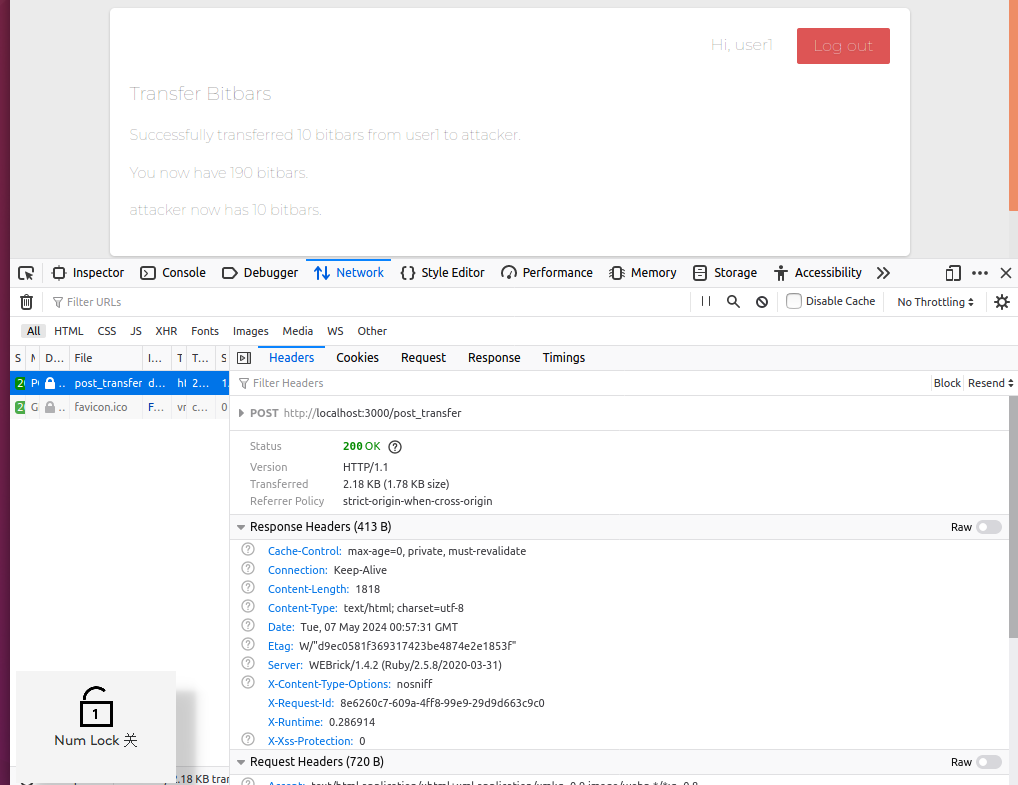 Hi, user1 Log out
Transfer Bitbars
Successfully transferred 10 bitbars from user1 to attacker.
You now have 190 bitbars.
attacker now has 10 bitbars.
Inspector Console Debugger Network {} Style Editor Performance Memory Storage Accessibility
Filter URLs Disable Cache No Throttling
All HTML CSS JS XHR Fonts Images Media WS Other
S D... File I... T T... S Headers Cookies Request Response Timings
post_transfer d... 2... Filter Headers Block Resend
G .. favicon.ico F... c... 0
POST http://localhost:3000/post_transfer
Status 200 OK
Version HTTP/1.1
Transferred 2.18 KB (1.78 KB size)
Referrer Policy strict-origin-when-cross-origin
Response Headers (413 B) Raw
Cache-Control: max-age=0, private, must-revalidate
Connection: Keep-Alive
Content-Length: 1818
Content-Type: text/html; charset=utf-8
Date: Tue, 07 May 2024 00:57:31 GMT
Etag: W/"d9ec0581f369317423be4874e2e1853f"
Server: WEBrick/1.4.2 (Ruby/2.5.8/2020-03-31)
X-Content-Type-Options: nosniff
X-Request-Id: 8e6260c7-609a-4ff8-99e9-29d9d663c9c0
X-Runtime: 0.286914
X-Xss-Protection: 0
Request Headers (720 B) Raw
1
Num Lock 关
2.18 KB